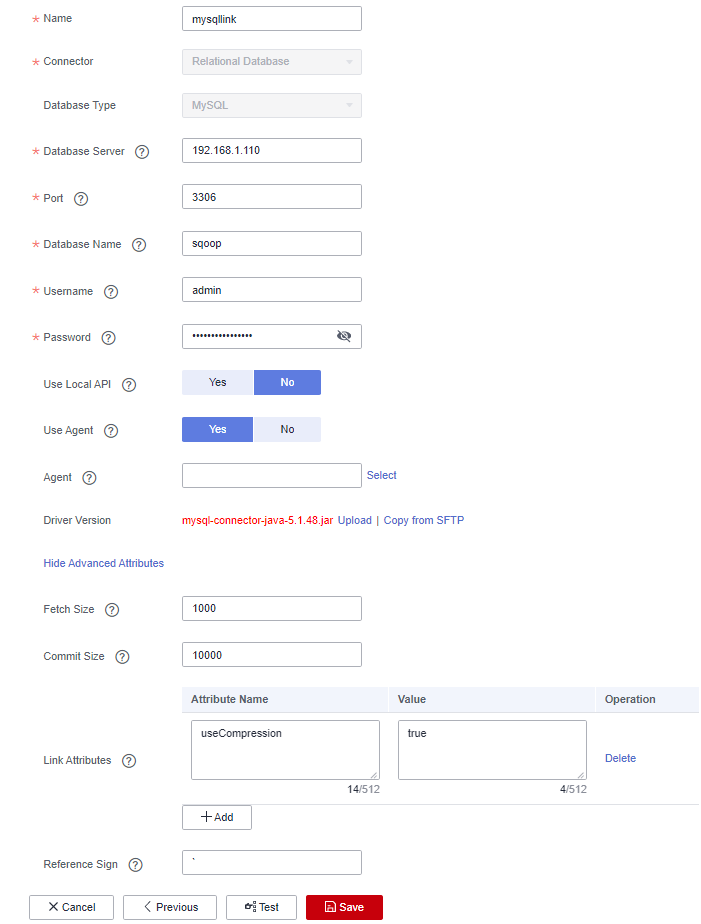 * Name mysqllink
* Connector Relational Database
Database Type MySQL
* Database Server ? 192.168.1.110
* Port ? 3306
* Database Name ? sqoop
* Username ? admin
* Password ? ••••••••••••••••
Use Local API ? Yes No
Use Agent ? Yes No
Agent ? Select
Driver Version mysql-connector-java-5.1.48.jar Upload | Copy from SFTP
Hide Advanced Attributes
Fetch Size ? 1000
Commit Size ? 10000
Attribute Name Value Operation
useCompression true
Link Attributes ? Delete
14/512 4/512
+ Add
Reference Sign ? `
Cancel Previous Test Save